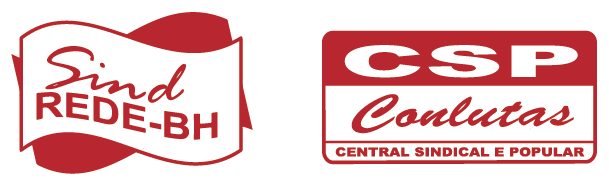 Sind
REDE-BH
CSP
Conlutas
CENTRAL SINDICAL E POPULAR